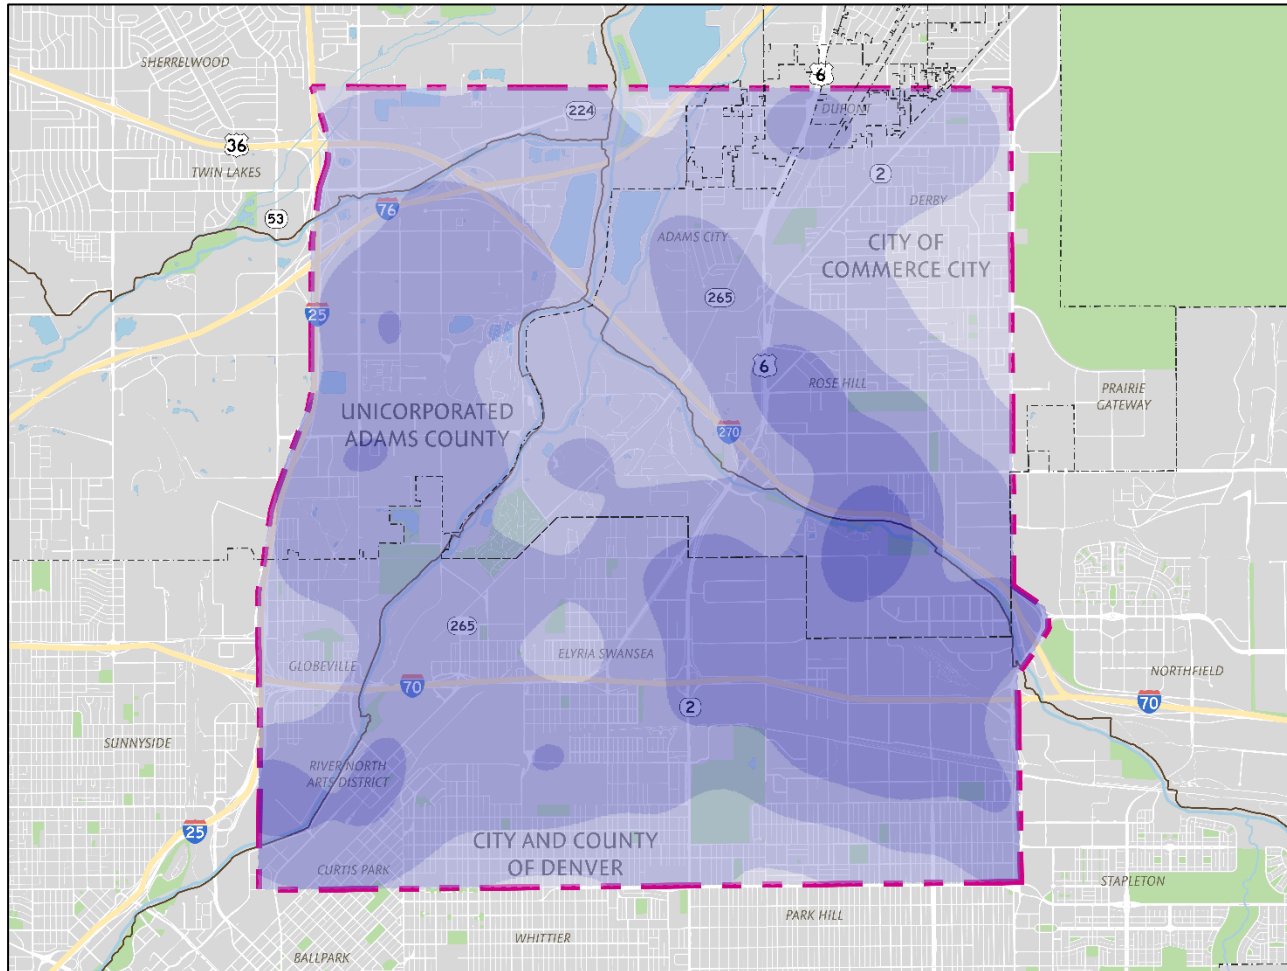 SHERRELWOOD
6
DUPONT
224
36
TWIN LAKES
2
76
53
DERBY
ADAMS CITY
CITY OF
COMMERCE CITY
265
25
6
ROSE HILL
PRAIRIE
GATEWAY
UNICORPORATED
ADAMS COUNTY
270
265
GLOBEVILLE
ELYRIA SWANSEA
NORTHFIELD
70
2
70
SUNNYSIDE
RIVER NORTH
ARTS DISTRICT
25
CITY AND COUNTY
OF DENVER
CURTIS PARK
STAPLETON
PARK HILL
WHITTIER
BALLPARK